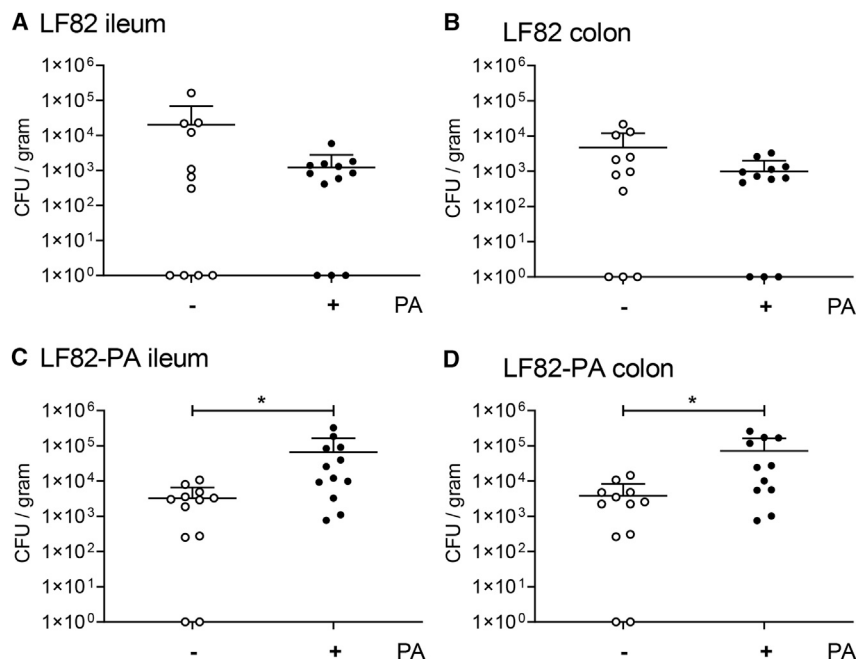 A LF82 ileum
CFU / gram
1×10⁶
1×10⁵
1×10⁴
1×10³
1×10²
1×10¹
1×10⁰
- + PA
B LF82 colon
CFU / gram
1×10⁶
1×10⁵
1×10⁴
1×10³
1×10²
1×10¹
1×10⁰
- + PA
C LF82-PA ileum
*
CFU / gram
1×10⁶
1×10⁵
1×10⁴
1×10³
1×10²
1×10¹
1×10⁰
- + PA
D LF82-PA colon
*
CFU / gram
1×10⁶
1×10⁵
1×10⁴
1×10³
1×10²
1×10¹
1×10⁰
- + PA